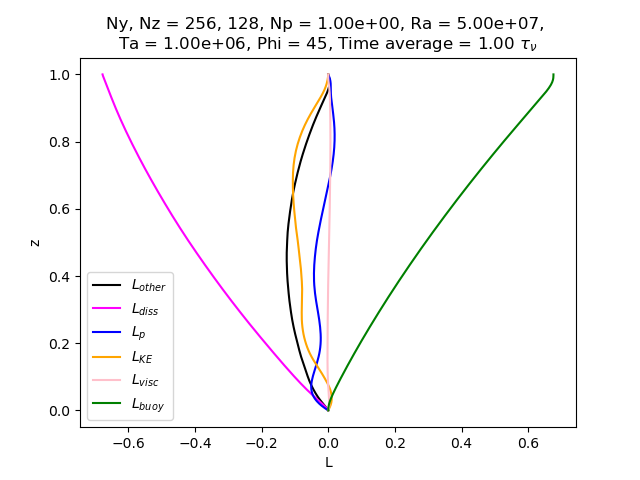 Ny, Nz = 256, 128, Np = 1.00e+00, Ra = 5.00e+07,
Ta = 1.00e+06, Phi = 45, Time average = 1.00 τ_ν
1.0
0.8
0.6
0.4
0.2
0.0
z
L_other
L_diss
L_p
L_KE
L_visc
L_buoy
−0.6 −0.4 −0.2 0.0 0.2 0.4 0.6
L